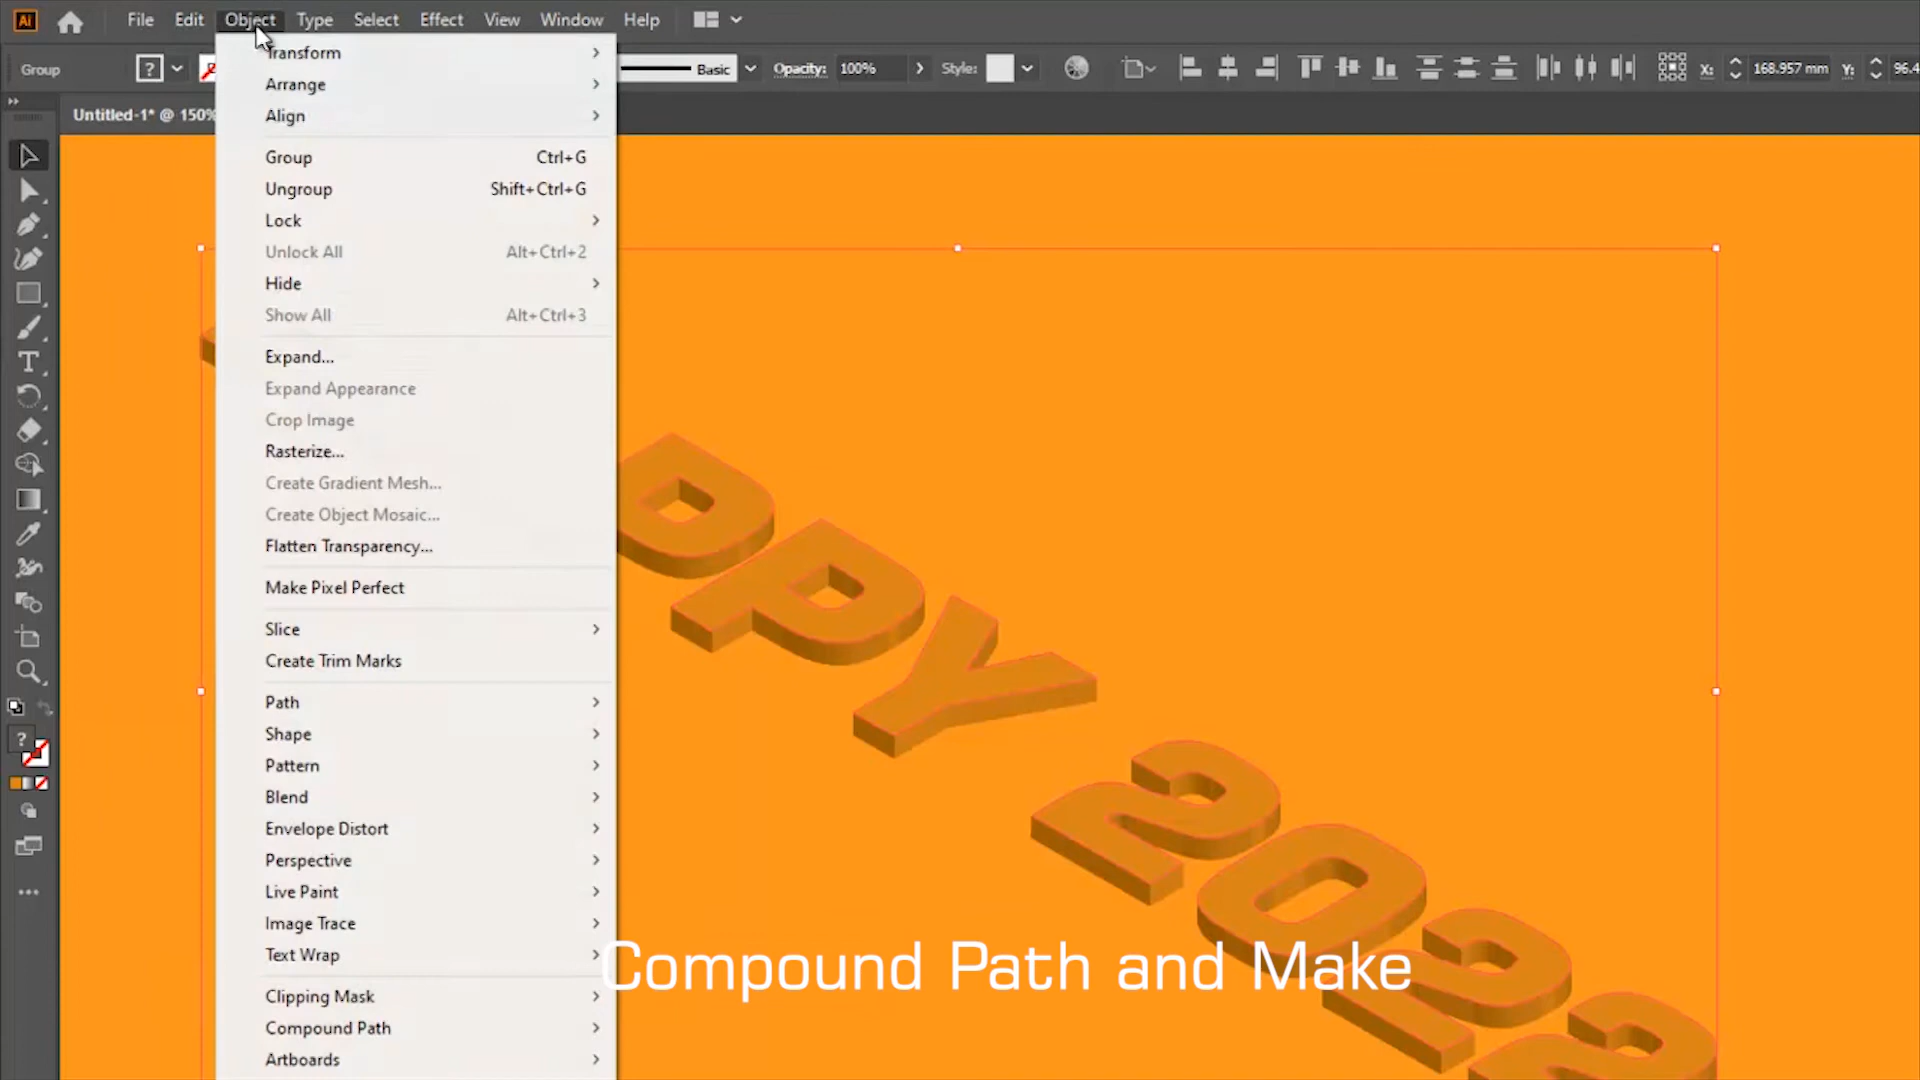 Ai File Edit Object Type Select Effect View Window Help
Group ? Basic Opacity: 100% Style: X: 168.957 mm Y: 96.4
Untitled-1* @ 150%
Transform
Arrange
Align
Group Ctrl+G
Ungroup Shift+Ctrl+G
Lock
Unlock All Alt+Ctrl+2
Hide
Show All Alt+Ctrl+3
Expand...
Expand Appearance
Crop Image
Rasterize...
Create Gradient Mesh...
Create Object Mosaic...
Flatten Transparency...
Make Pixel Perfect
Slice
Create Trim Marks
Path
Shape
Pattern
Blend
Envelope Distort
Perspective
Live Paint
Image Trace
Text Wrap
Clipping Mask
Compound Path
Artboards
?
PPY 2022
Compound Path and Make